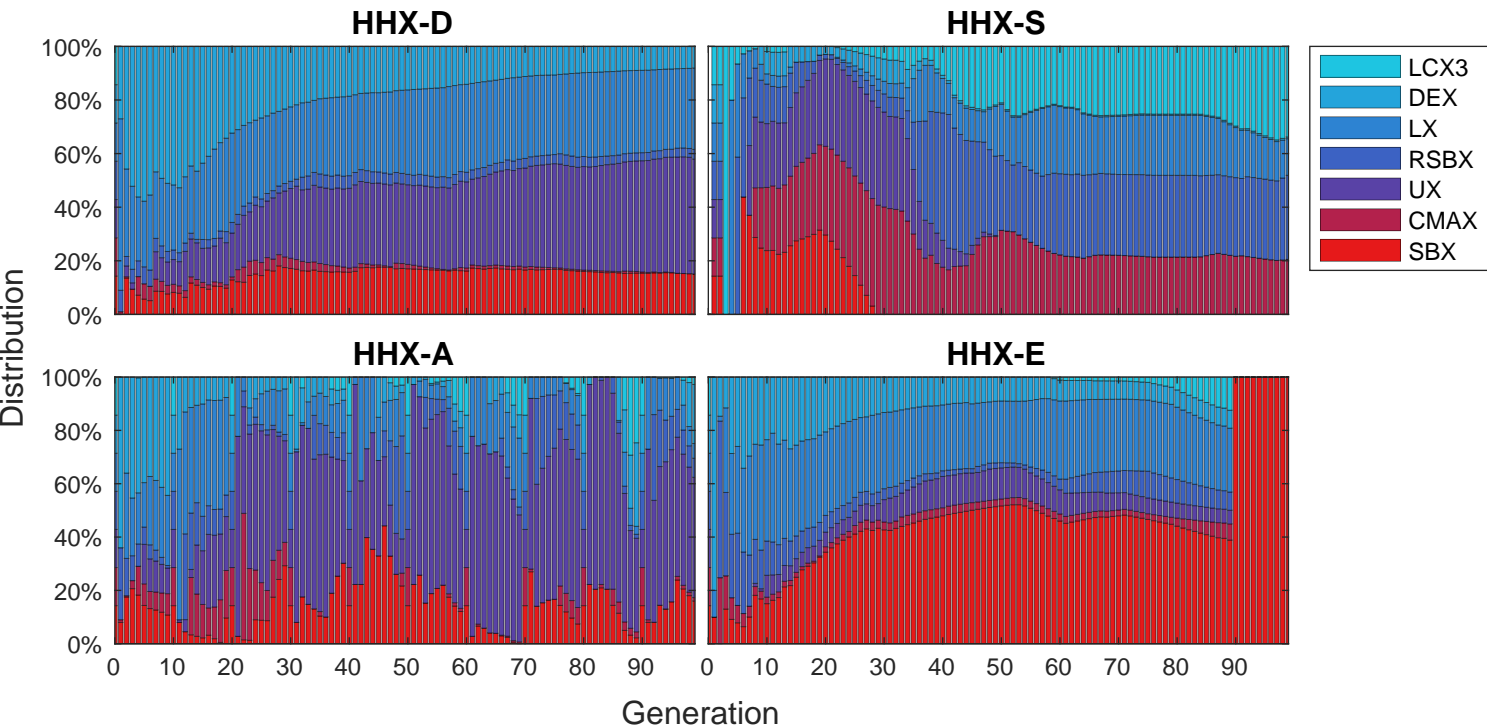 HHX-D
HHX-S
100%
80%
60%
40%
20%
0%
LCX3
DEX
LX
RSBX
UX
CMAX
SBX
Distribution
HHX-A
HHX-E
100%
80%
60%
40%
20%
0%
0 10 20 30 40 50 60 70 80 90
0 10 20 30 40 50 60 70 80 90
Generation